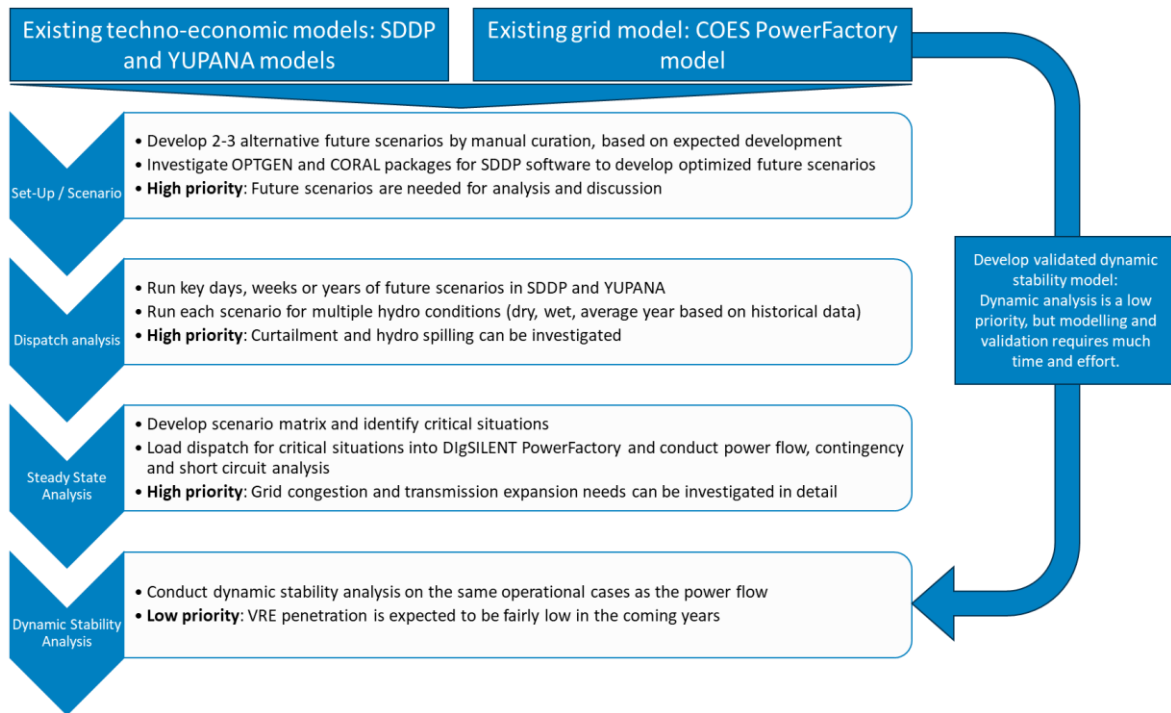 Existing techno-economic models: SDDP
and YUPANA models
Existing grid model: COES PowerFactory
model
Set-Up / Scenario
• Develop 2-3 alternative future scenarios by manual curation, based on expected development
• Investigate OPTGEN and CORAL packages for SDDP software to develop optimized future scenarios
• High priority: Future scenarios are needed for analysis and discussion
Dispatch analysis
• Run key days, weeks or years of future scenarios in SDDP and YUPANA
• Run each scenario for multiple hydro conditions (dry, wet, average year based on historical data)
• High priority: Curtailment and hydro spilling can be investigated
Steady State
Analysis
• Develop scenario matrix and identify critical situations
• Load dispatch for critical situations into DIgSILENT PowerFactory and conduct power flow, contingency
and short circuit analysis
• High priority: Grid congestion and transmission expansion needs can be investigated in detail
Dynamic Stability
Analysis
• Conduct dynamic stability analysis on the same operational cases as the power flow
• Low priority: VRE penetration is expected to be fairly low in the coming years
Develop validated dynamic
stability model:
Dynamic analysis is a low
priority, but modelling and
validation requires much
time and effort.